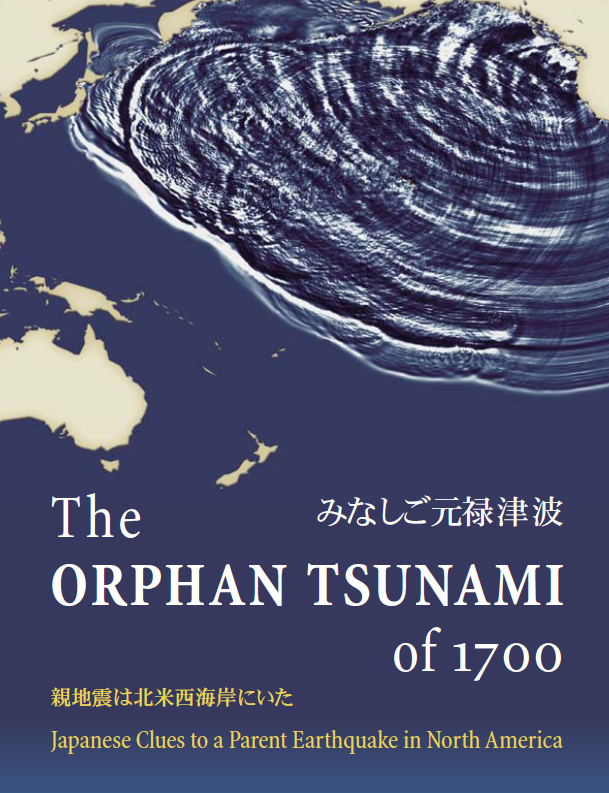 The
みなしご元禄津波
ORPHAN TSUNAMI
of 1700
親地震は北米西海岸にいた
Japanese Clues to a Parent Earthquake in North America